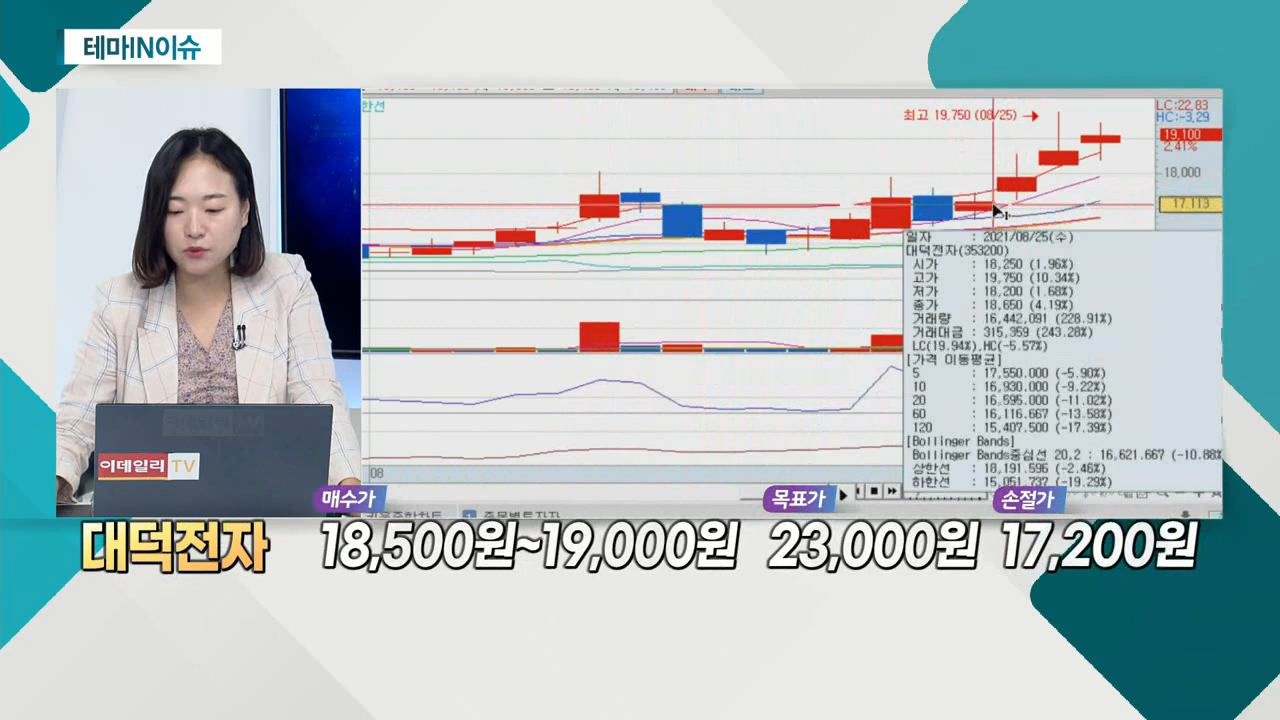 테마IN이슈
한선
최고 19,750 (08/25) →
LC:22,83
HC:-3,29
19,100
2.41%
18,000
17,113
일자 : 2021/08/25(수)
대덕전자(353200)
시가 : 18,250 (1.96%)
고가 : 19,750 (10.34%)
저가 : 18,200 (1.68%)
종가 : 18,650 (4.19%)
거래량 : 16,442,091 (228.91%)
거래대금 : 315,359 (243.28%)
LC(19.94%),HC(-5.57%)
[가격 이동평균]
5 : 17,550.000 (-5.90%)
10 : 16,930.000 (-9.22%)
20 : 16,595.000 (-11.02%)
60 : 16,116.667 (-13.58%)
120 : 15,407.500 (-17.39%)
[Bollinger Bands]
Bollinger Bands중심선 20,2 : 16,621.667 (-10.88%
상한선 : 18,191.596 (-2.46%)
하한선 : 15,051.737 (-19.29%)
08
이데일리 TV
매수가 목표가 손절가
대덕전자 18,500원~19,000원 23,000원 17,200원